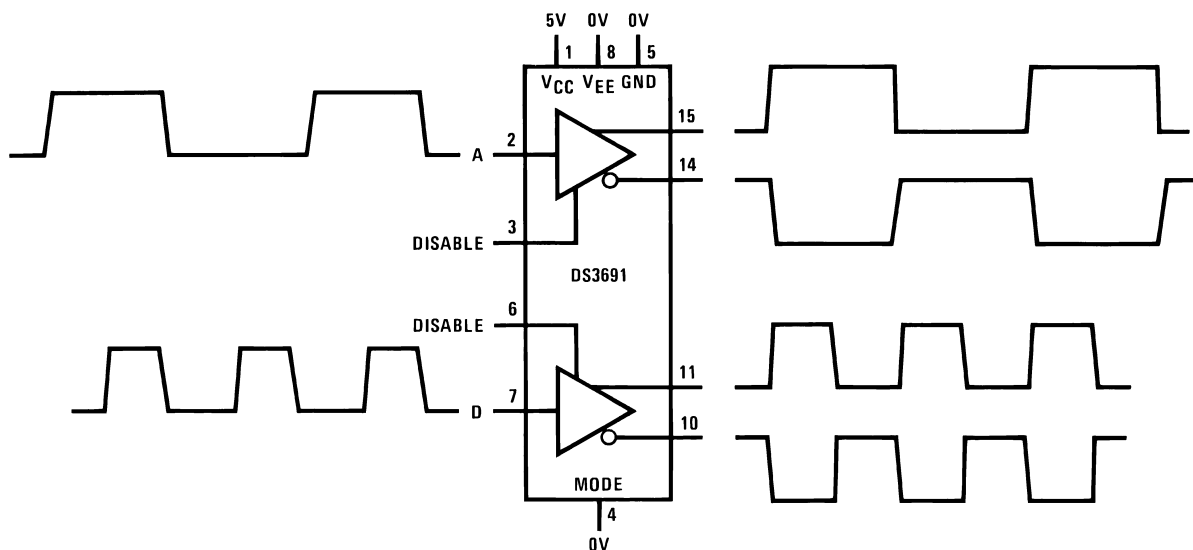 5V 0V 0V
1 8 5
VCC VEE GND
15
2
A
14
3
DISABLE
DS3691
6
DISABLE
11
7
D
10
MODE
4
0V